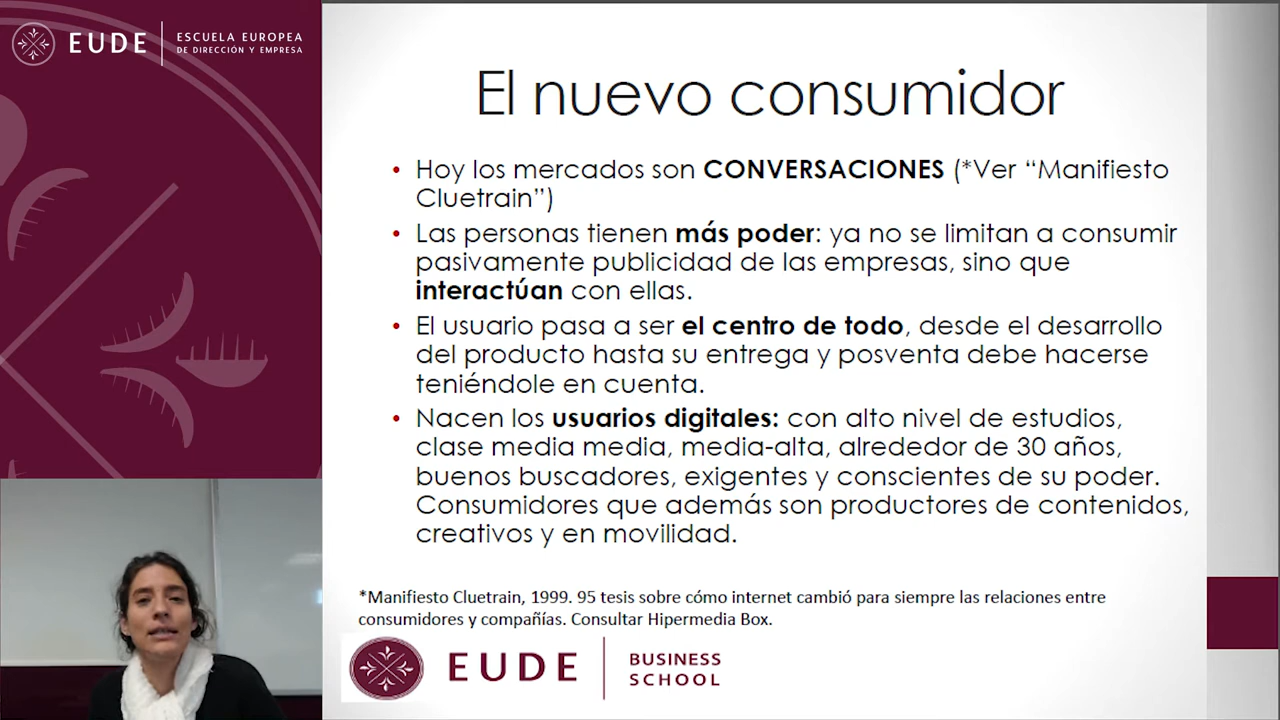 EUDE
ESCUELA EUROPEA
DE DIRECCIÓN Y EMPRESA
El nuevo consumidor
• Hoy los mercados son CONVERSACIONES (*Ver “Manifiesto
Cluetrain”)
• Las personas tienen más poder: ya no se limitan a consumir
pasivamente publicidad de las empresas, sino que
interactúan con ellas.
• El usuario pasa a ser el centro de todo, desde el desarrollo
del producto hasta su entrega y posventa debe hacerse
teniéndole en cuenta.
• Nacen los usuarios digitales: con alto nivel de estudios,
clase media media, media-alta, alrededor de 30 años,
buenos buscadores, exigentes y conscientes de su poder.
Consumidores que además son productores de contenidos,
creativos y en movilidad.
*Manifiesto Cluetrain, 1999. 95 tesis sobre cómo internet cambió para siempre las relaciones entre
consumidores y compañías. Consultar Hipermedia Box.
EUDE
BUSINESS
SCHOOL